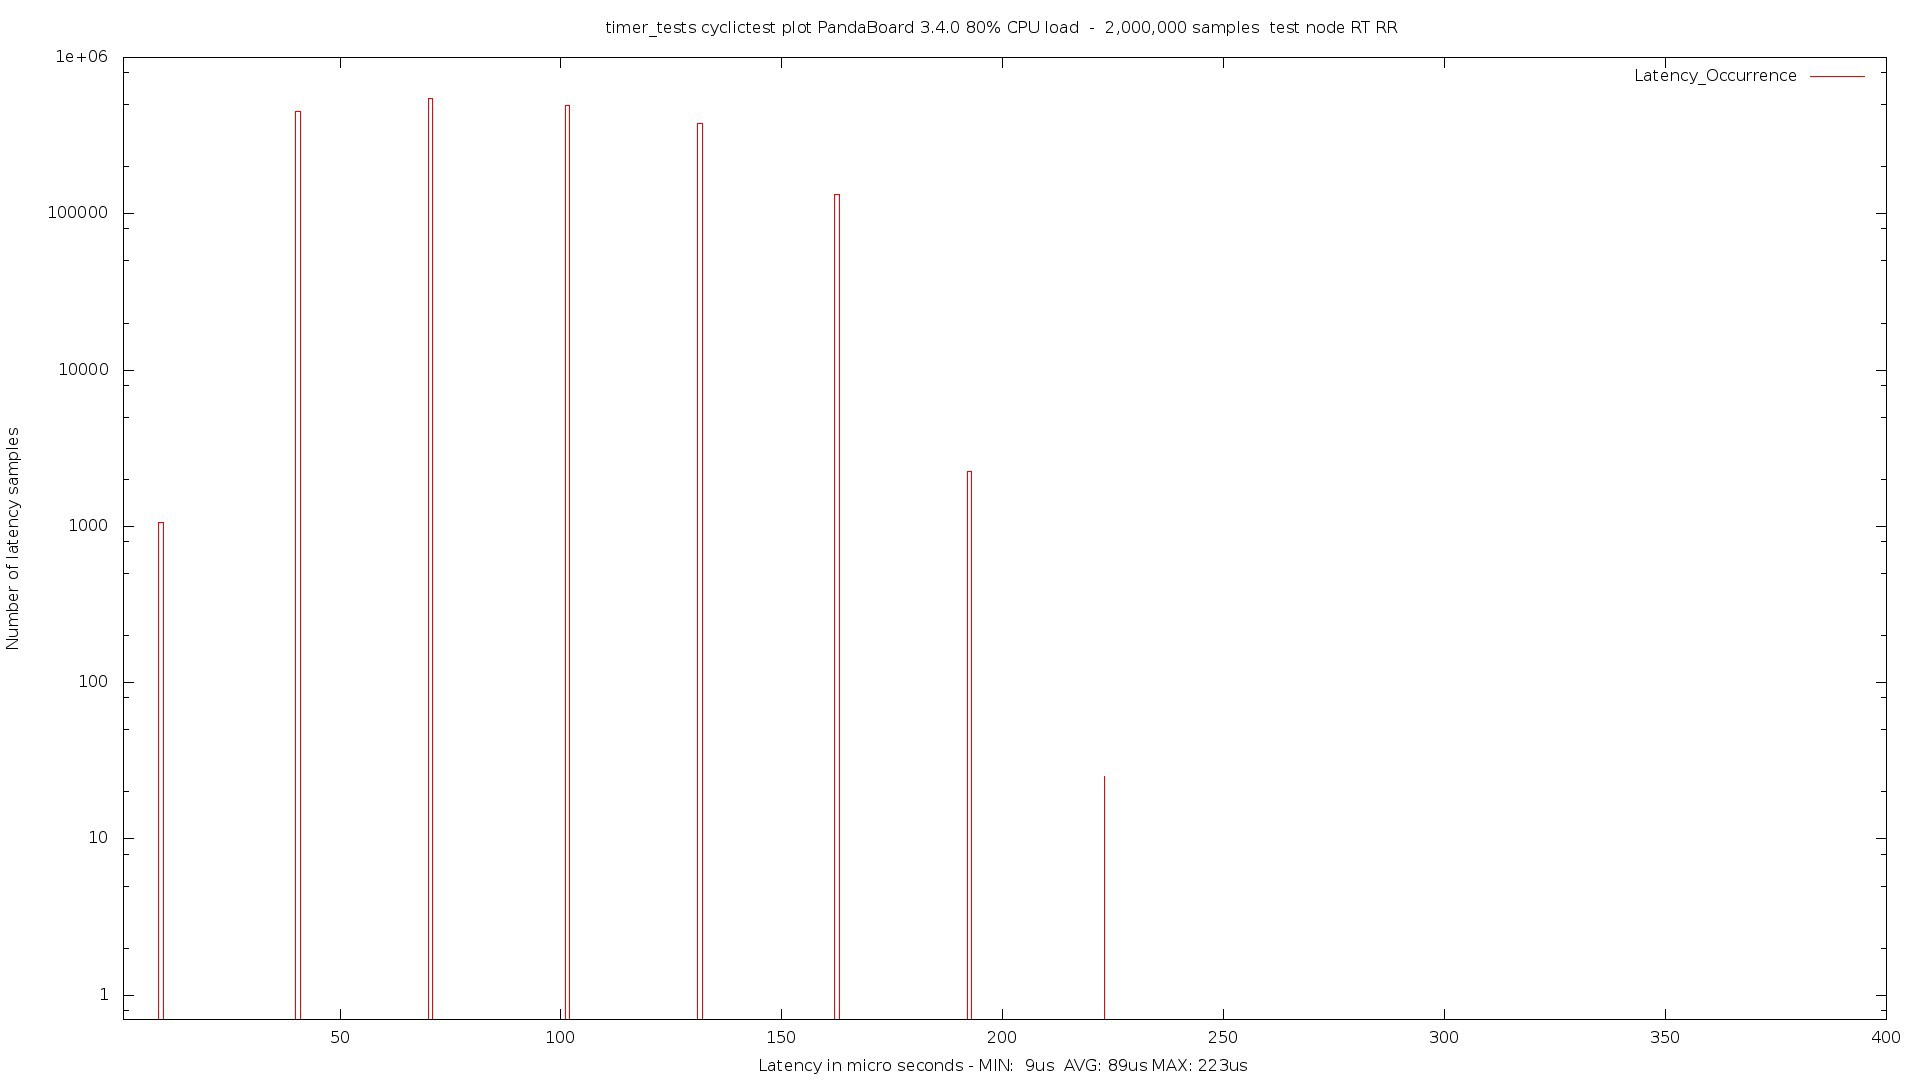 timer_tests cyclictest plot PandaBoard 3.4.0 80% CPU load - 2,000,000 samples test node RT RR
Latency_Occurrence
1e+06
100000
10000
1000
100
10
1
Number of latency samples
50 100 150 200 250 300 350 400
Latency in micro seconds - MIN: 9us AVG: 89us MAX: 223us